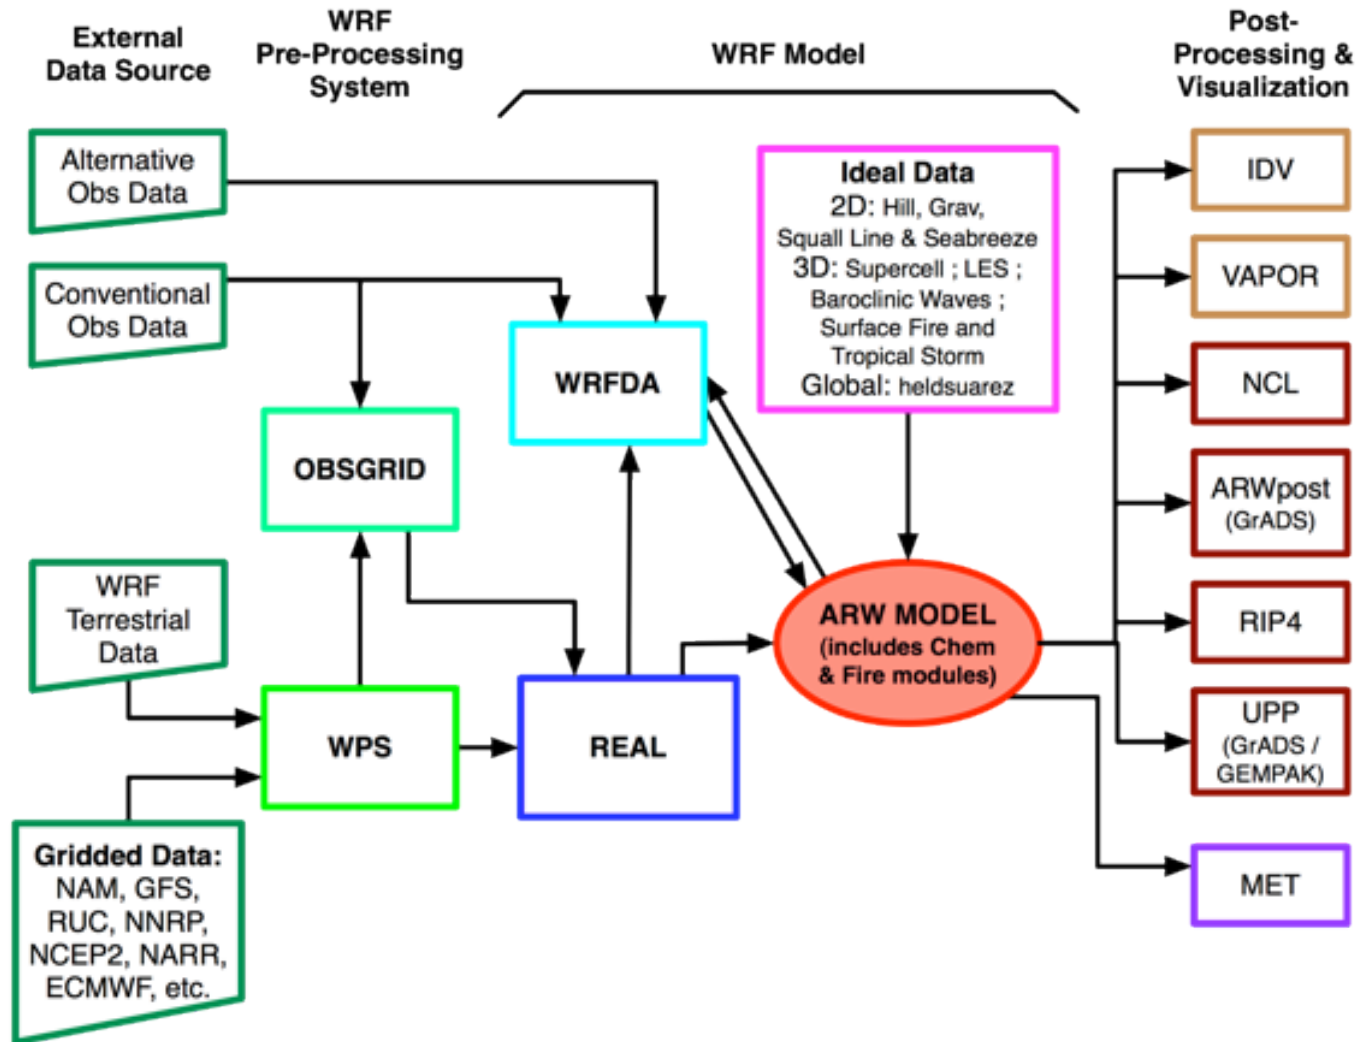 External
Data Source
WRF
Pre-Processing
System
WRF Model
Post-
Processing &
Visualization
Alternative
Obs Data
Conventional
Obs Data
WRF
Terrestrial
Data
Gridded Data:
NAM, GFS,
RUC, NNRP,
NCEP2, NARR,
ECMWF, etc.
OBSGRID
WPS
WRFDA
REAL
Ideal Data
2D: Hill, Grav,
Squall Line & Seabreeze
3D: Supercell ; LES ;
Baroclinic Waves ;
Surface Fire and
Tropical Storm
Global: heldsuarez
ARW MODEL
(includes Chem
& Fire modules)
IDV
VAPOR
NCL
ARWpost
(GrADS)
RIP4
UPP
(GrADS /
GEMPAK)
MET